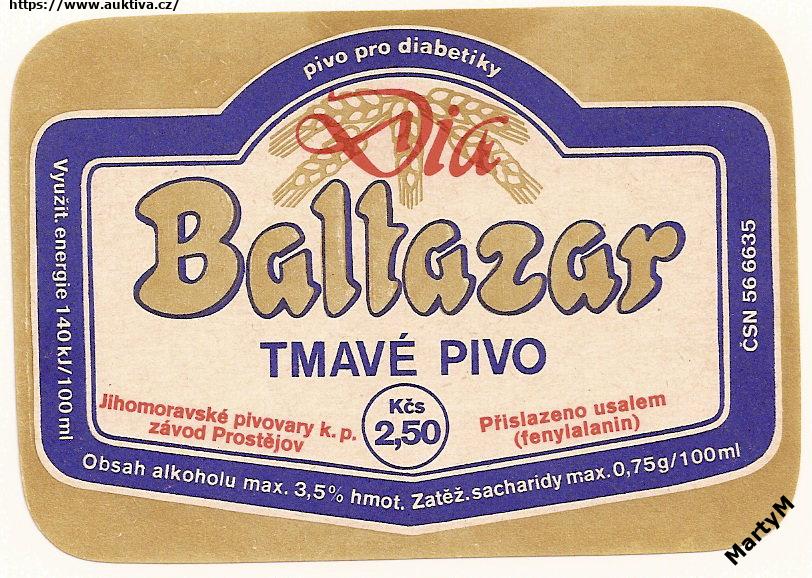 https://www.auktiva.cz/
pivo pro diabetiky
Dia
Baltazar
TMAVÉ PIVO
Využit. energie 140 kJ/100 ml
ČSN 56 6635
Jihomoravské pivovary k. p.
závod Prostějov
Kčs
2,50
Přislazeno usalem
(fenylalanin)
Obsah alkoholu max. 3,5% hmot. Zatěž. sacharidy max. 0,75g/100ml
MartyM